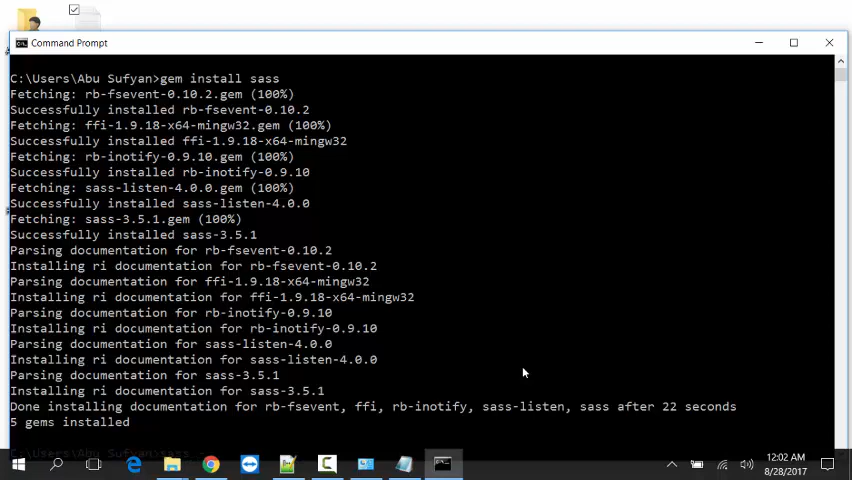 Command Prompt
C:\Users\Abu Sufyan>gem install sass
Fetching: rb-fsevent-0.10.2.gem (100%)
Successfully installed rb-fsevent-0.10.2
Fetching: ffi-1.9.18-x64-mingw32.gem (100%)
Successfully installed ffi-1.9.18-x64-mingw32
Fetching: rb-inotify-0.9.10.gem (100%)
Successfully installed rb-inotify-0.9.10
Fetching: sass-listen-4.0.0.gem (100%)
Successfully installed sass-listen-4.0.0
Fetching: sass-3.5.1.gem (100%)
Successfully installed sass-3.5.1
Parsing documentation for rb-fsevent-0.10.2
Installing ri documentation for rb-fsevent-0.10.2
Parsing documentation for ffi-1.9.18-x64-mingw32
Installing ri documentation for ffi-1.9.18-x64-mingw32
Parsing documentation for rb-inotify-0.9.10
Installing ri documentation for rb-inotify-0.9.10
Parsing documentation for sass-listen-4.0.0
Installing ri documentation for sass-listen-4.0.0
Parsing documentation for sass-3.5.1
Installing ri documentation for sass-3.5.1
Done installing documentation for rb-fsevent, ffi, rb-inotify, sass-listen, sass after 22 seconds
5 gems installed
C:\Users\Abu Sufyan>sass
12:02 AM
8/28/2017